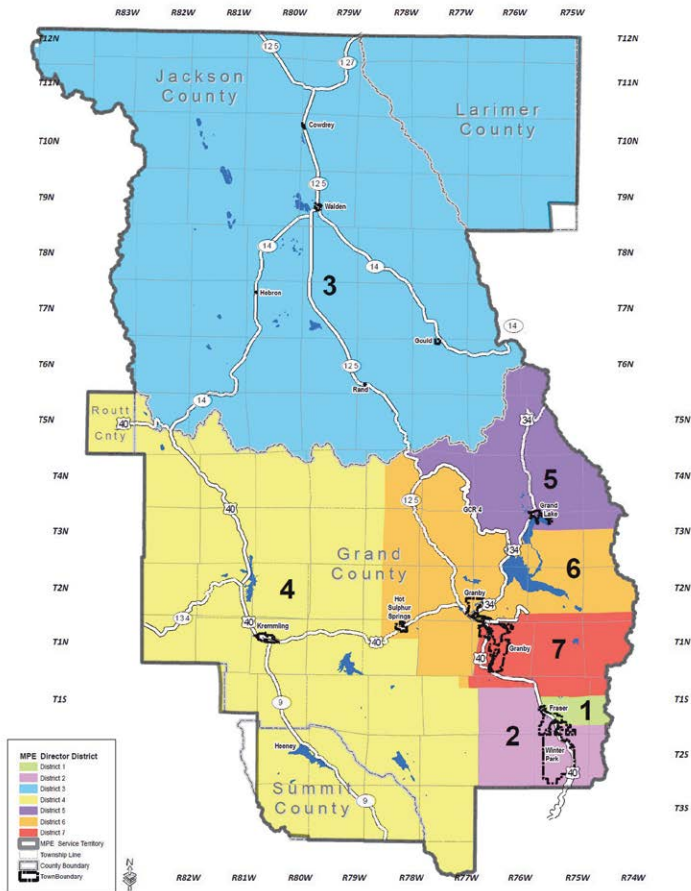 R83W R82W R81W R80W R79W R78W R77W R76W R75W
T12N T12N
125
127
T11N T11N
Jackson
County
Larimer
County
T10N T10N
Cowdrey
125
T9N T9N
Walden
14
T8N T8N
14
3
Hebron
T7N T7N
14
Gould
T6N T6N
125
Rand
14
Routt
Cnty
40
34
T5N T5N
5
T4N T4N
125
GCR 4
Grand
Lake
40
T3N T3N
34
Grand
County
6
4
T2N T2N
Hot
Sulphur
Springs
Granby
34
134
40
Kremmling
40
Granby
7
T1N T1N
40
9
T1S T1S
Fraser
1
2
Heeney
Winter
Park
T2S
40
Summit
County
9
T3S
MPE Director District
District 1
District 2
District 3
District 4
District 5
District 6
District 7
MPE Service Territory
Township Line
County Boundary
TownBoundary
N
R82W R81W R80W R79W R78W R77W R76W R75W R74W